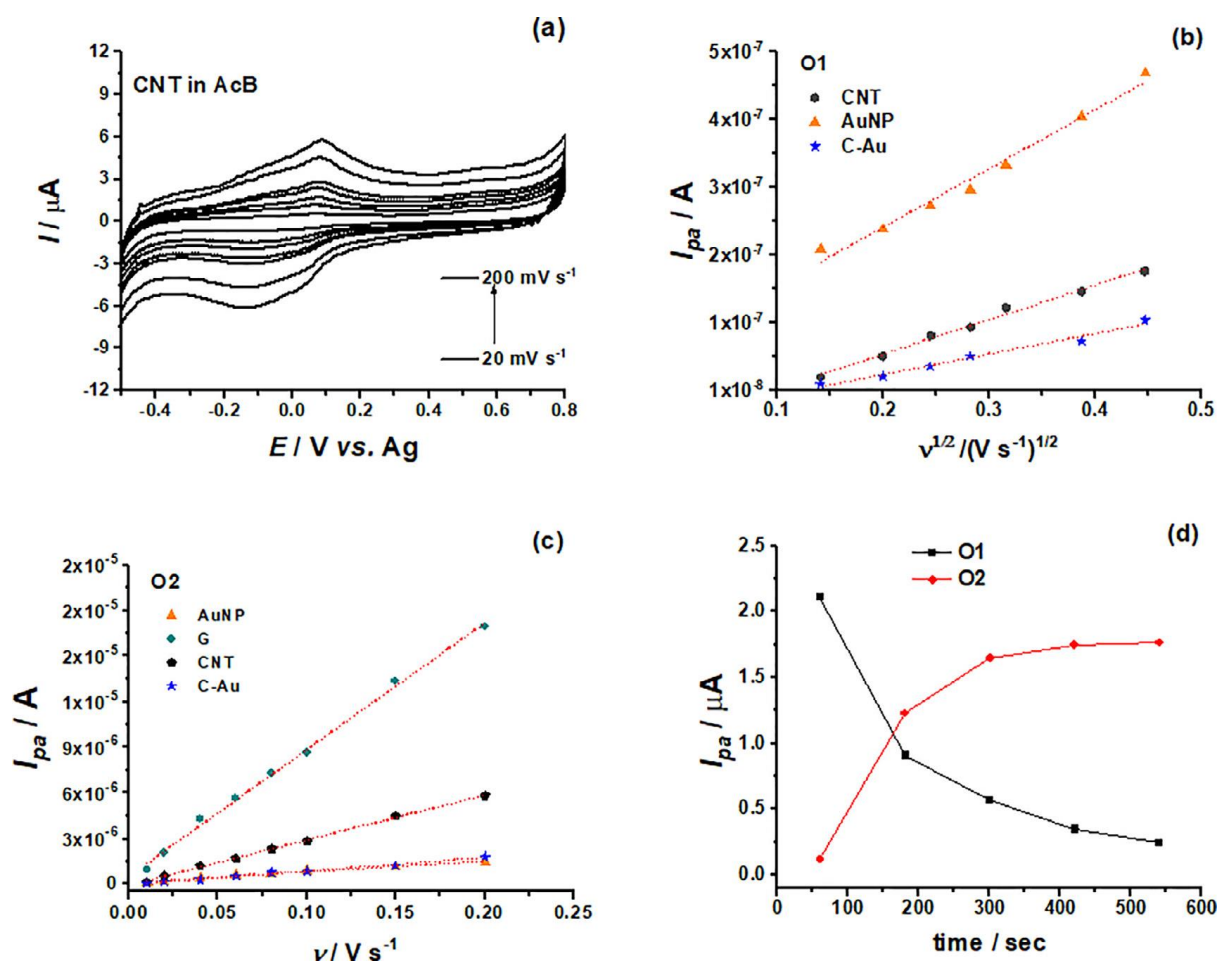 (a)
CNT in AcB
12
9
6
3
0
-3
-6
-9
-12
I / μA
200 mV s⁻¹
20 mV s⁻¹
-0.4
-0.2
0.0
0.2
0.4
0.6
0.8
E / V vs. Ag
(b)
O1
CNT
AuNP
C-Au
5x10⁻⁷
4x10⁻⁷
3x10⁻⁷
2x10⁻⁷
1x10⁻⁷
1x10⁻⁸
Ipa / A
0.1
0.2
0.3
0.4
0.5
ν¹/² /(V s⁻¹)¹/²
(c)
O2
AuNP
G
CNT
C-Au
2x10⁻⁵
2x10⁻⁵
2x10⁻⁵
1x10⁻⁵
9x10⁻⁶
6x10⁻⁶
3x10⁻⁶
0
Ipa / A
0.00
0.05
0.10
0.15
0.20
0.25
ν / V s⁻¹
(d)
O1
O2
2.5
2.0
1.5
1.0
0.5
0.0
Ipa / μA
0
100
200
300
400
500
600
time / sec